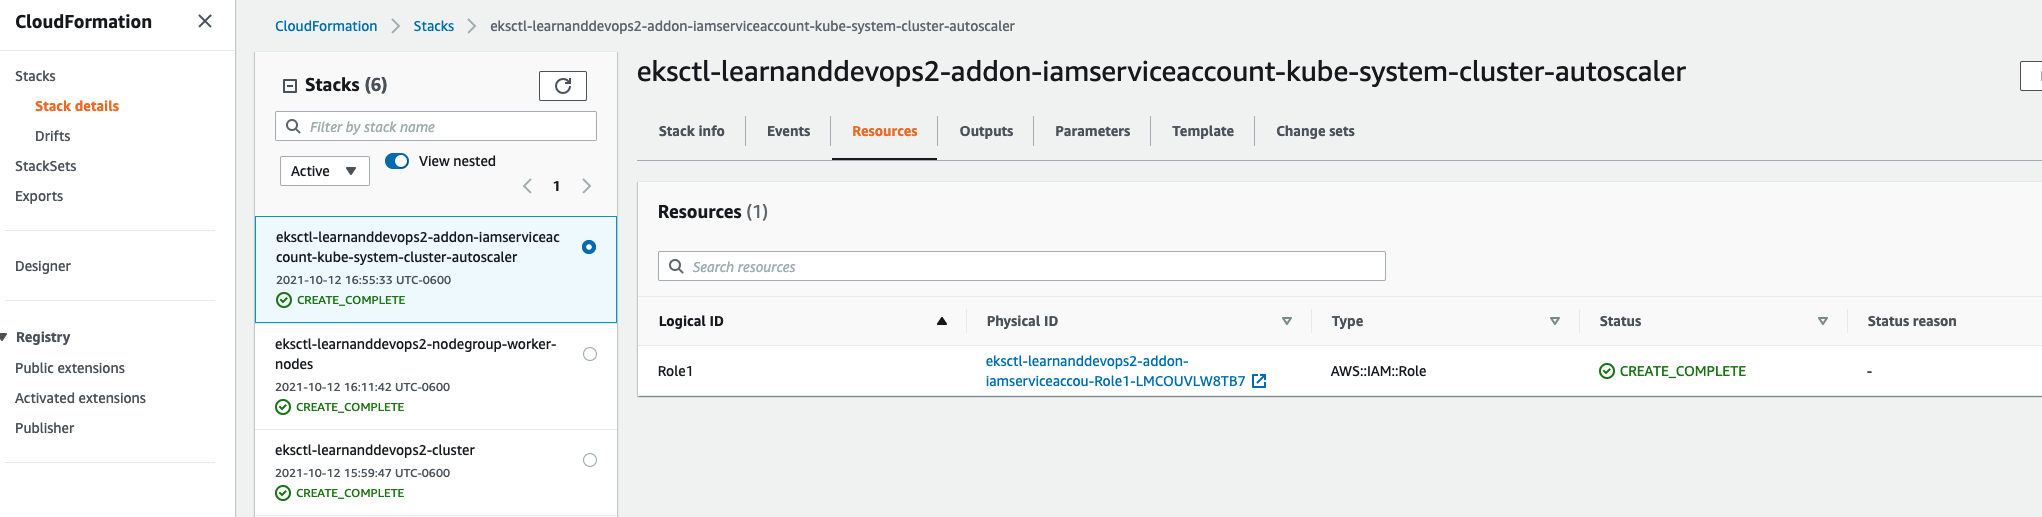 CloudFormation
Stacks
Stack details
Drifts
StackSets
Exports
Designer
Registry
Public extensions
Activated extensions
Publisher
CloudFormation > Stacks > eksctl-learnanddevops2-addon-iamserviceaccount-kube-system-cluster-autoscaler
Stacks (6)
Filter by stack name
Active
View nested
1
eksctl-learnanddevops2-addon-iamserviceac
count-kube-system-cluster-autoscaler
2021-10-12 16:55:33 UTC-0600
CREATE_COMPLETE
eksctl-learnanddevops2-nodegroup-worker-
nodes
2021-10-12 16:11:42 UTC-0600
CREATE_COMPLETE
eksctl-learnanddevops2-cluster
2021-10-12 15:59:47 UTC-0600
CREATE_COMPLETE
eksctl-learnanddevops2-addon-iamserviceaccount-kube-system-cluster-autoscaler
Stack info Events Resources Outputs Parameters Template Change sets
Resources (1)
Search resources
Logical ID Physical ID Type Status Status reason
Role1 eksctl-learnanddevops2-addon-
iamserviceaccou-Role1-LMCOUVLW8TB7 AWS::IAM::Role CREATE_COMPLETE -